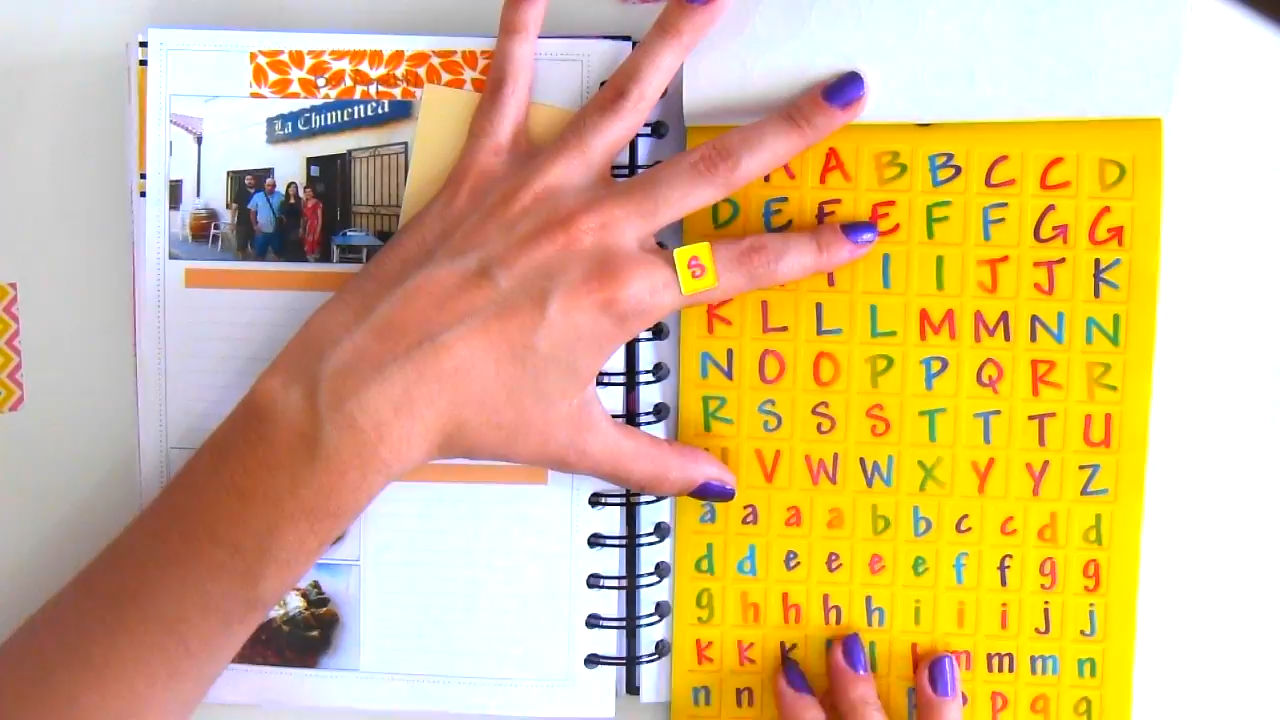 La Chimenea
S
A A B B C C D
D E E E F F G G
I I J J K
K L L L M M N N
N O O P P Q R R
R S S S T T T U
V W W X Y Y Z
a a a a b b c c d d
d d e e e e f f g g
g h h h h i i i j j
k k k m m m n
n n p g g